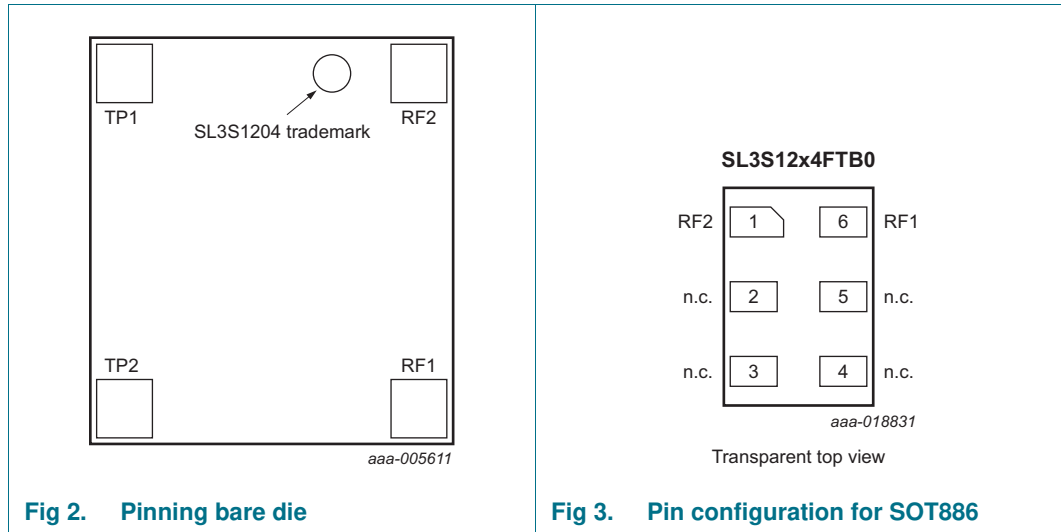 TP1
SL3S1204 trademark
RF2
TP2
RF1
aaa-005611
Fig 2. Pinning bare die
SL3S12x4FTB0
RF2 1 6 RF1
n.c. 2 5 n.c.
n.c. 3 4 n.c.
aaa-018831
Transparent top view
Fig 3. Pin configuration for SOT886